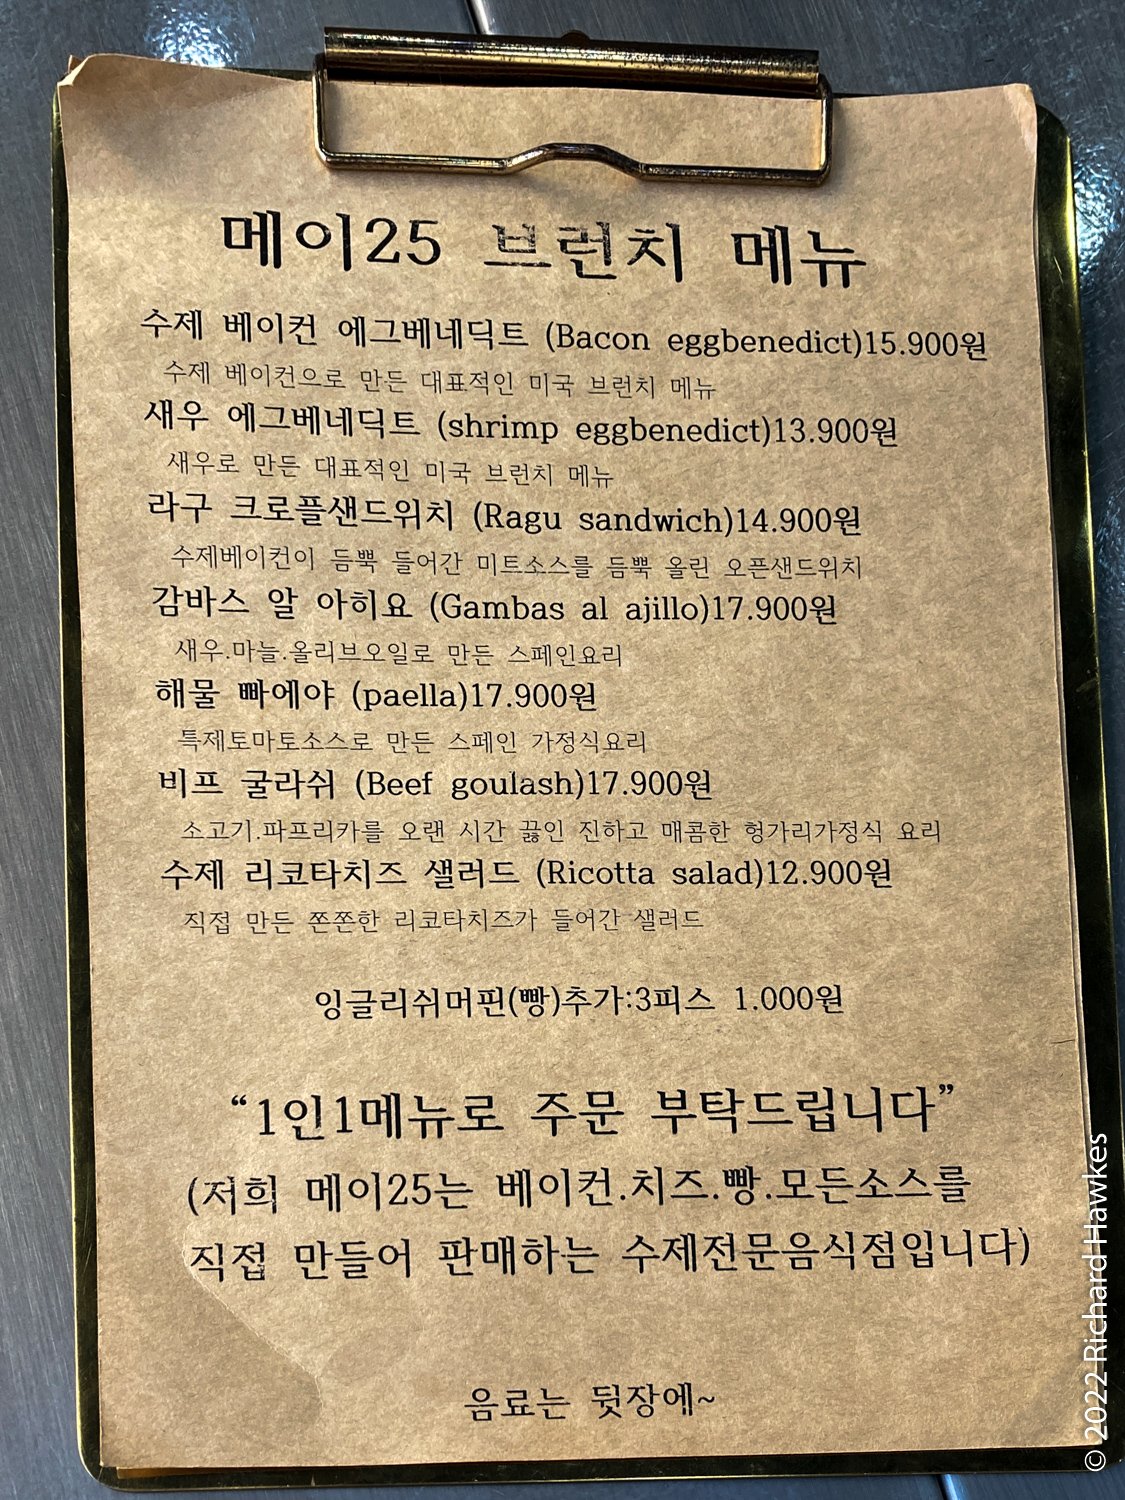 메이25 브런치 메뉴
수제 베이컨 에그베네딕트 (Bacon eggbenedict)15.900원
수제 베이컨으로 만든 대표적인 미국 브런치 메뉴
새우 에그베네딕트 (shrimp eggbenedict)13.900원
새우로 만든 대표적인 미국 브런치 메뉴
라구 크로플샌드위치 (Ragu sandwich)14.900원
수제베이컨이 듬뿍 들어간 미트소스를 듬뿍 올린 오픈샌드위치
감바스 알 아히요 (Gambas al ajillo)17.900원
새우.마늘.올리브오일로 만든 스페인요리
해물 빠에야 (paella)17.900원
특제토마토소스로 만든 스페인 가정식요리
비프 굴라쉬 (Beef goulash)17.900원
소고기.파프리카를 오랜 시간 끓인 진하고 매콤한 헝가리가정식 요리
수제 리코타치즈 샐러드 (Ricotta salad)12.900원
직접 만든 쫀쫀한 리코타치즈가 들어간 샐러드
잉글리쉬머핀(빵)추가:3피스 1.000원
“1인1메뉴로 주문 부탁드립니다”
(저희 메이25는 베이컨.치즈.빵.모든소스를
직접 만들어 판매하는 수제전문음식점입니다)
음료는 뒷장에~
© 2022 Richard Hawkes